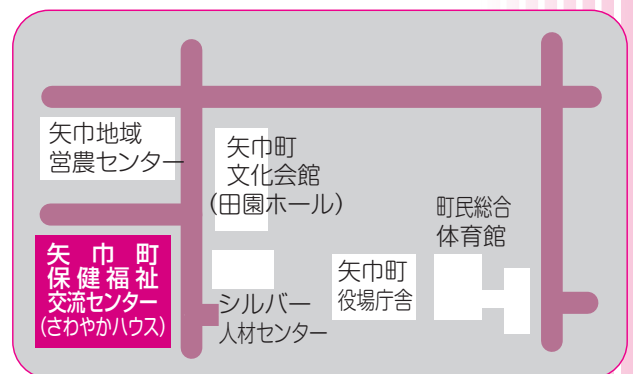 矢巾地域
営農センター
矢巾町
文化会館
(田園ホール)
町民総合
体育館
矢巾町
保健福祉
交流センター
(さわやかハウス)
シルバー
人材センター
矢巾町
役場庁舎